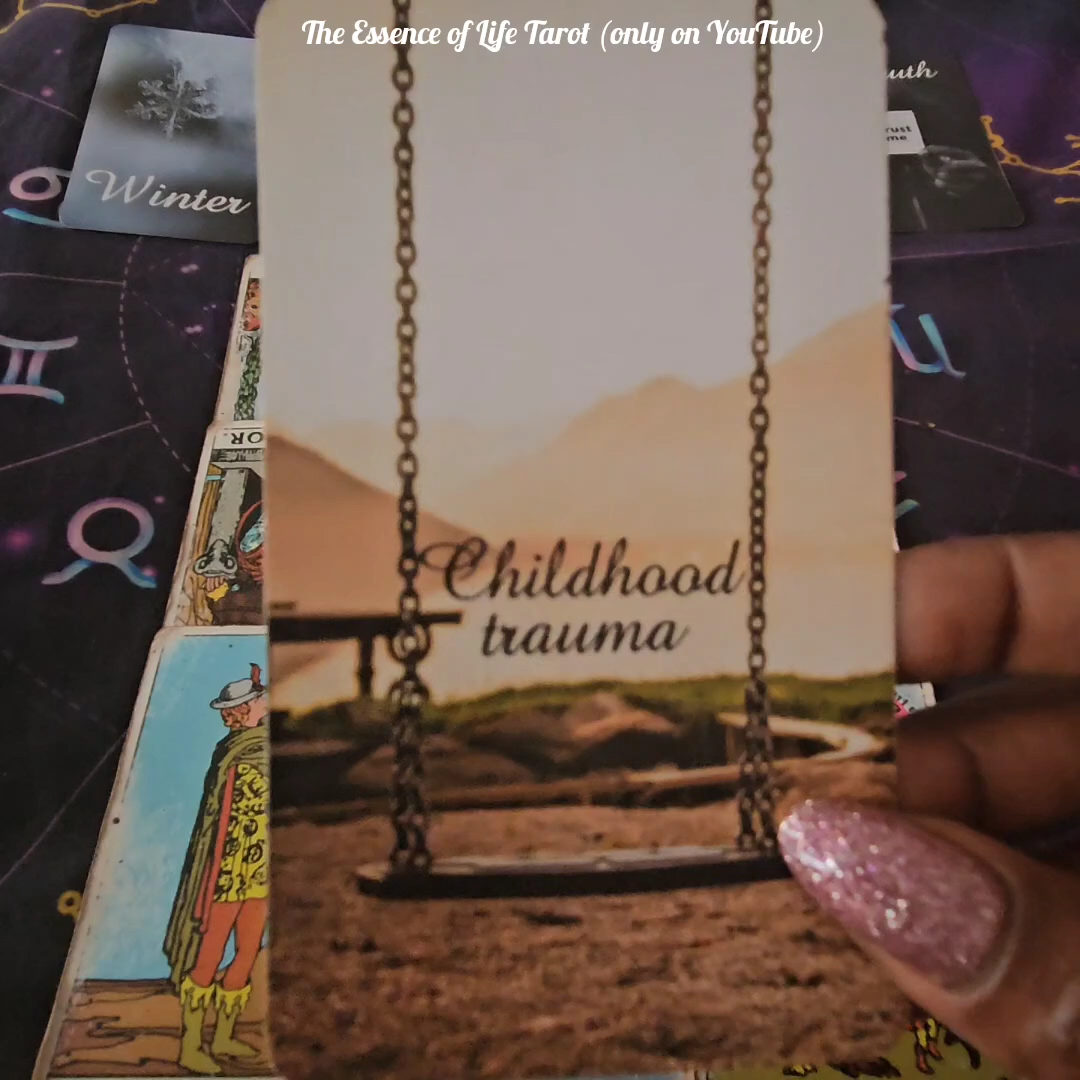 The Essence of Life Tarot (only on YouTube)
Winter
Childhood
trauma